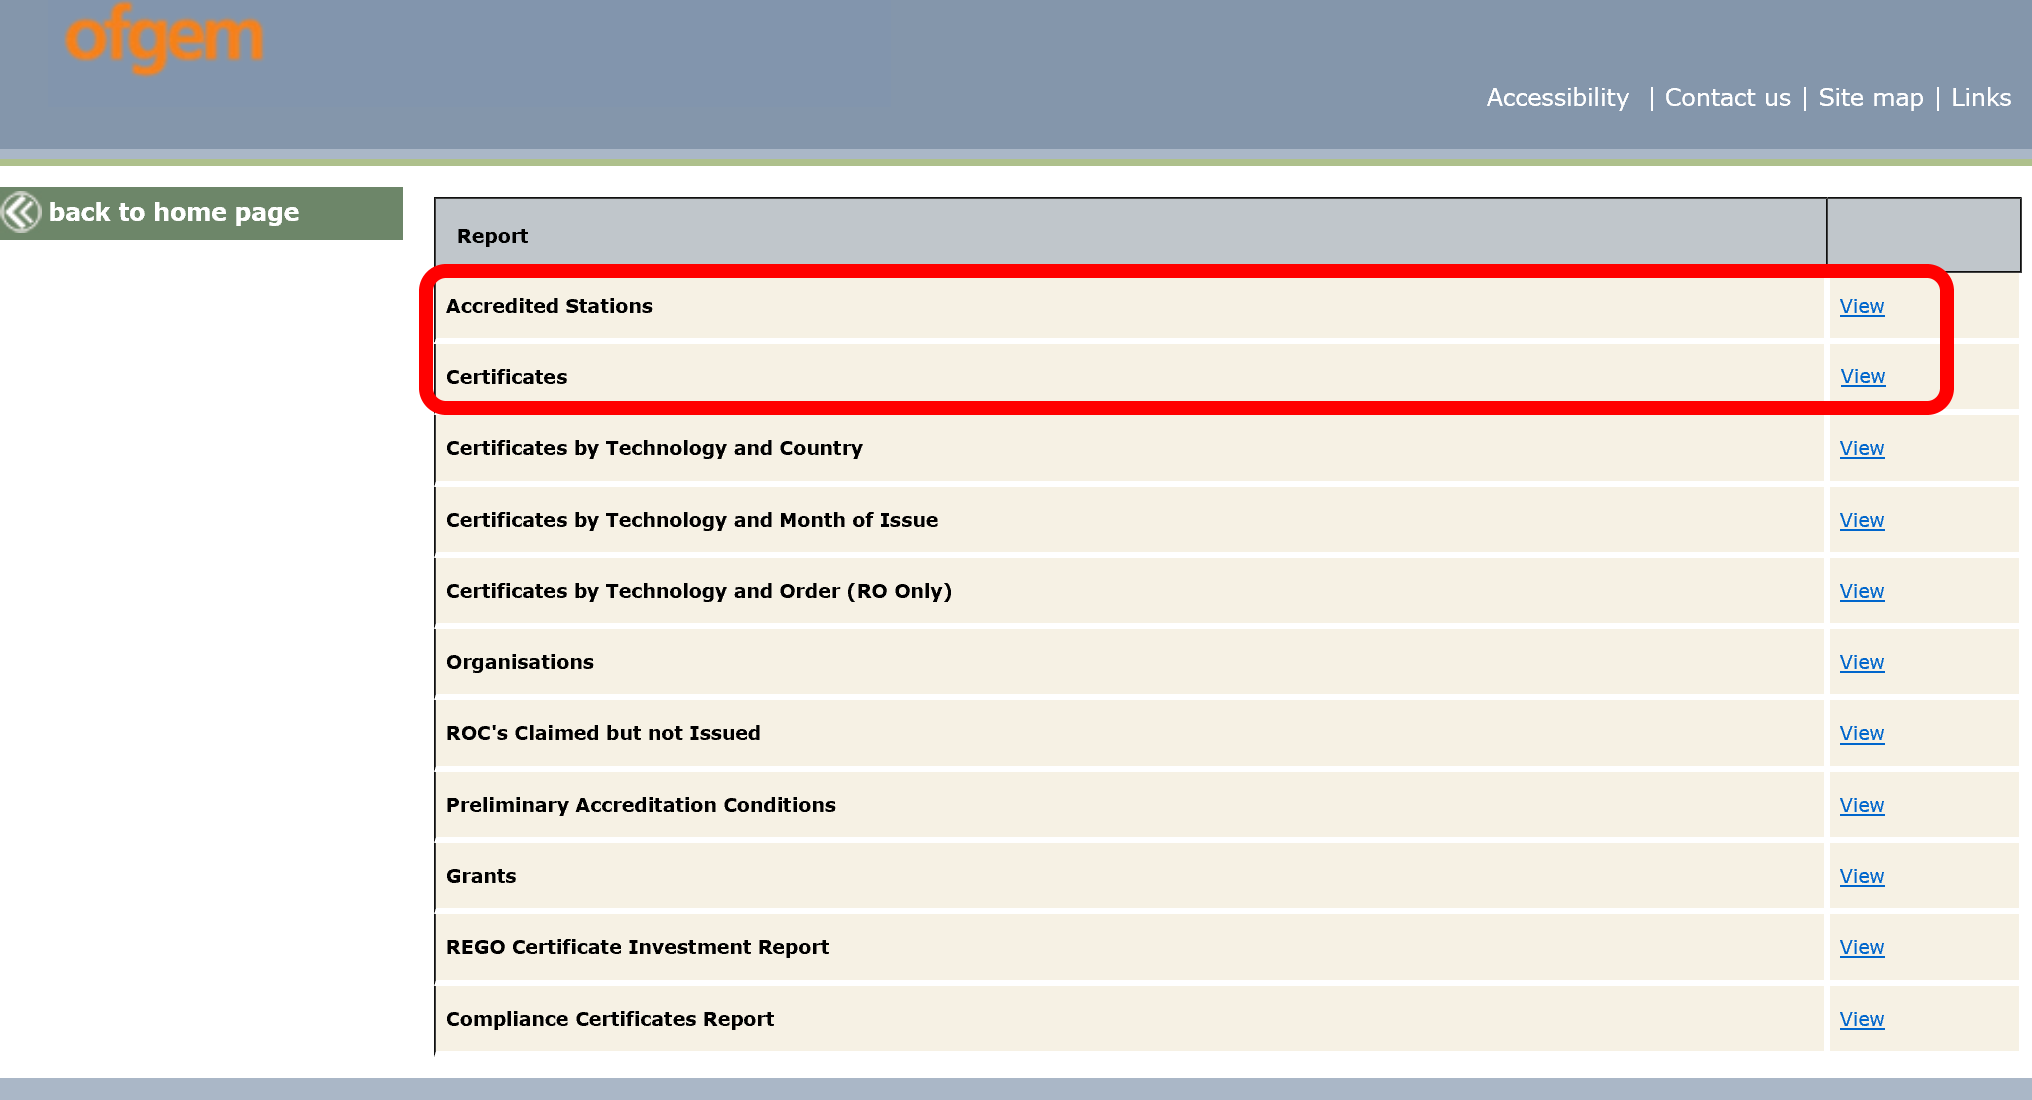 ofgem
Accessibility | Contact us | Site map | Links
back to home page
Report
Accredited Stations View
Certificates View
Certificates by Technology and Country View
Certificates by Technology and Month of Issue View
Certificates by Technology and Order (RO Only) View
Organisations View
ROC's Claimed but not Issued View
Preliminary Accreditation Conditions View
Grants View
REGO Certificate Investment Report View
Compliance Certificates Report View